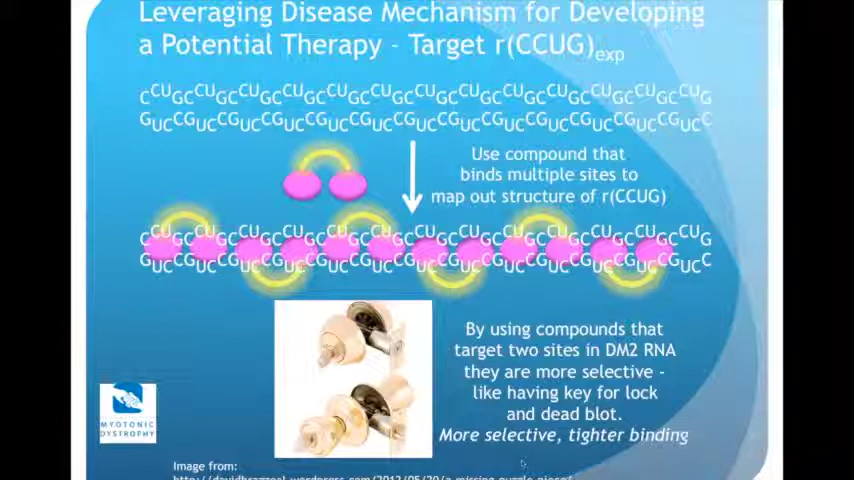 Leveraging Disease Mechanism for Developing
a Potential Therapy - Target r(CCUG)exp
CCUGCCUGCCUGCCUGCCUGCCUGCCUGCCUGCCUGCCUGCCUGCCUGCCUG
GUCCGUCCGUCCGUCCGUCCGUCCGUCCGUCCGUCCGUCCGUCCGUCCGUCC
Use compound that
binds multiple sites to
map out structure of r(CCUG)
CCUGCCUGCCUGCCUGCCUGCCUGCCUGCCUGCCUGCCUGCCUGCCUGCCUG
GUCCGUCCGUCCGUCCGUCCGUCCGUCCGUCCGUCCGUCCGUCCGUCCGUCC
By using compounds that
target two sites in DM2 RNA
they are more selective -
like having key for lock
and dead blot.
More selective, tighter binding
MYOTONIC
DYSTROPHY
Image from: